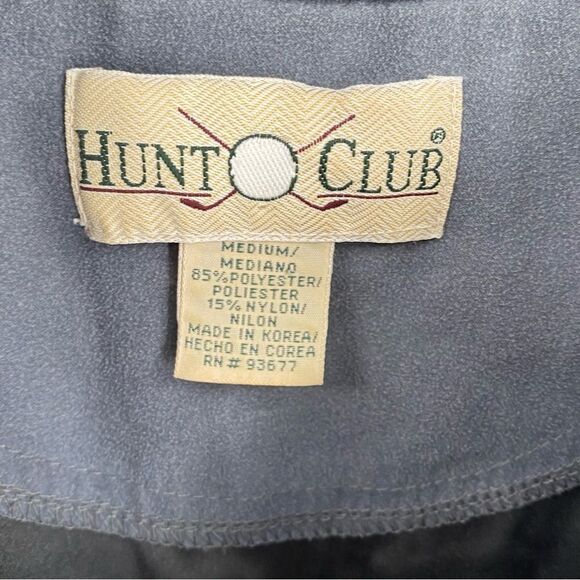 HUNT CLUB®
MEDIUM/
MEDIANO
85% POLYESTER/
POLIESTER
15% NYLON/
NILON
MADE IN KOREA/
HECHO EN COREA
RN# 93677